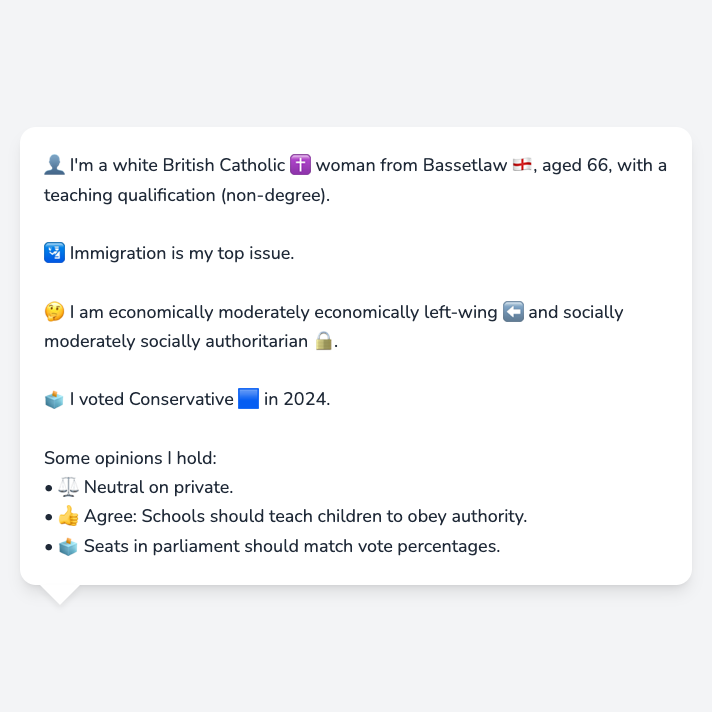 👤 I'm a white British Catholic ✝️ woman from Bassetlaw 🏴󠁧󠁢󠁥󠁮󠁧󠁿, aged 66, with a
teaching qualification (non-degree).
🛂 Immigration is my top issue.
🤔 I am economically moderately economically left-wing ⬅️ and socially
moderately socially authoritarian 🔒.
🗳️ I voted Conservative 🟦 in 2024.
Some opinions I hold:
• ⚖️ Neutral on private.
• 👍 Agree: Schools should teach children to obey authority.
• 🗳️ Seats in parliament should match vote percentages.